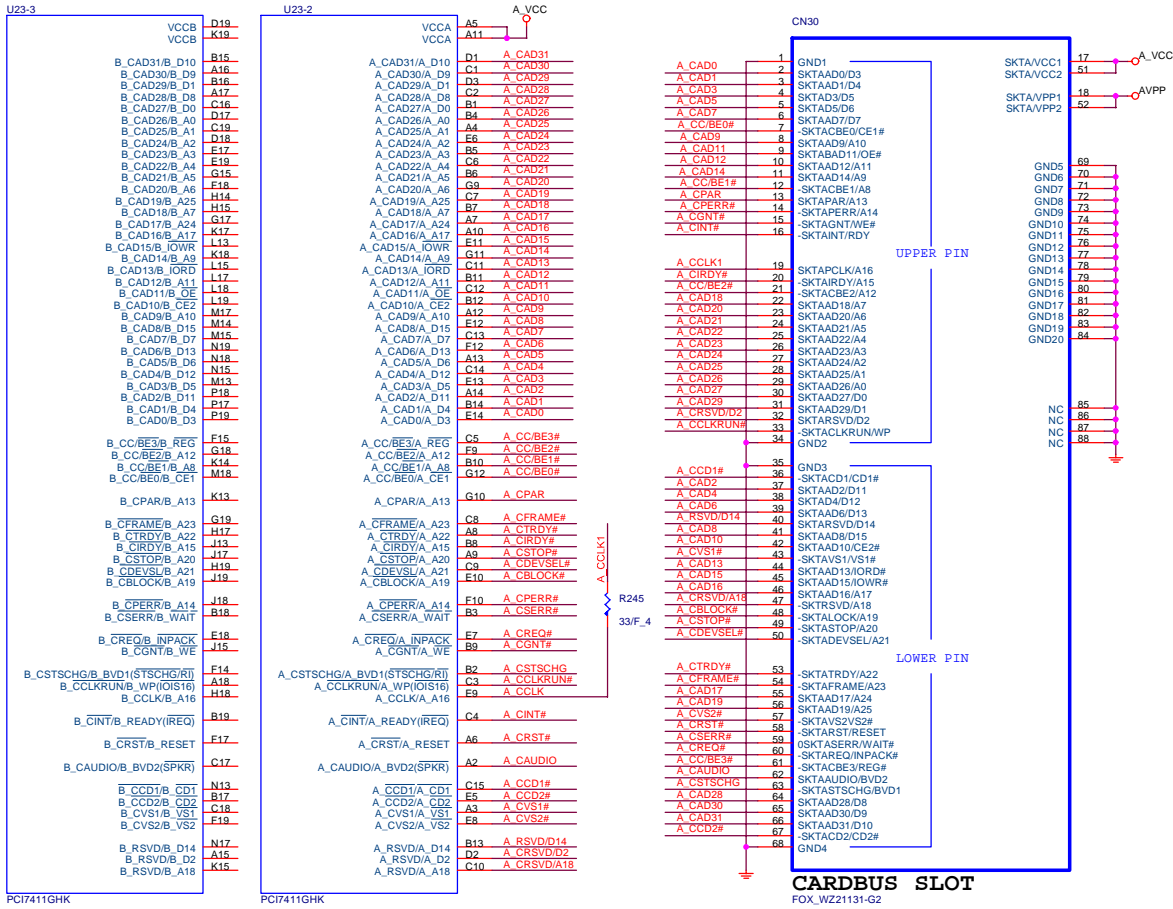 U23-3
VCCB D19
VCCB K19
B_CAD31/B_D10 B15
B_CAD30/B_D9 A16
B_CAD29/B_D1 B16
B_CAD28/B_D8 A17
B_CAD27/B_D0 C16
B_CAD26/B_A0 D17
B_CAD25/B_A1 C19
B_CAD24/B_A2 D18
B_CAD23/B_A3 E17
B_CAD22/B_A4 E19
B_CAD21/B_A5 G15
B_CAD20/B_A6 F18
B_CAD19/B_A25 H14
B_CAD18/B_A7 H15
B_CAD17/B_A24 G17
B_CAD16/B_A17 K17
B_CAD15/B_IOWR L13
B_CAD14/B_A9 K18
B_CAD13/B_IORD L15
B_CAD12/B_A11 L17
B_CAD11/B_OE L18
B_CAD10/B_CE2 L19
B_CAD9/B_A10 M17
B_CAD8/B_D15 M14
B_CAD7/B_D7 M15
B_CAD6/B_D13 N19
B_CAD5/B_D6 N18
B_CAD4/B_D12 N15
B_CAD3/B_D5 M13
B_CAD2/B_D11 P18
B_CAD1/B_D4 P17
B_CAD0/B_D3 P19
B_CC/BE3/B_REG F15
B_CC/BE2/B_A12 G18
B_CC/BE1/B_A8 K14
B_CC/BE0/B_CE1 M18
B_CPAR/B_A13 K13
B_CFRAME/B_A23 G19
B_CTRDY/B_A22 H17
B_CIRDY/B_A15 J13
B_CSTOP/B_A20 J17
B_CDEVSL/B_A21 H19
B_CBLOCK/B_A19 J19
B_CPERR/B_A14 J18
B_CSERR/B_WAIT B18
B_CREQ/B_INPACK E18
B_CGNT/B_WE J15
B_CSTSCHG/B_BVD1(STSCHG/RI) F14
B_CCLKRUN/B_WP(IOIS16) A18
B_CCLK/B_A16 H18
B_CINT/B_READY(IREQ) B19
B_CRST/B_RESET F17
B_CAUDIO/B_BVD2(SPKR) C17
B_CCD1/B_CD1 N13
B_CCD2/B_CD2 B17
B_CVS1/B_VS1 C18
B_CVS2/B_VS2 F19
B_RSVD/B_D14 N17
B_RSVD/B_D2 A15
B_RSVD/B_A18 K15
PCI7411GHK
U23-2
A_VCC
VCCA A5
VCCA A11
A_CAD31/A_D10 D1 A_CAD31
A_CAD30/A_D9 C1 A_CAD30
A_CAD29/A_D1 D3 A_CAD29
A_CAD28/A_D8 C2 A_CAD28
A_CAD27/A_D0 B1 A_CAD27
A_CAD26/A_A0 B4 A_CAD26
A_CAD25/A_A1 A4 A_CAD25
A_CAD24/A_A2 E6 A_CAD24
A_CAD23/A_A3 B5 A_CAD23
A_CAD22/A_A4 C6 A_CAD22
A_CAD21/A_A5 B6 A_CAD21
A_CAD20/A_A6 G9 A_CAD20
A_CAD19/A_A25 C7 A_CAD19
A_CAD18/A_A7 B7 A_CAD18
A_CAD17/A_A24 A7 A_CAD17
A_CAD16/A_A17 A10 A_CAD16
A_CAD15/A_IOWR E11 A_CAD15
A_CAD14/A_A9 G11 A_CAD14
A_CAD13/A_IORD C11 A_CAD13
A_CAD12/A_A11 B11 A_CAD12
A_CAD11/A_OE C12 A_CAD11
A_CAD10/A_CE2 B12 A_CAD10
A_CAD9/A_A10 A12 A_CAD9
A_CAD8/A_D15 E12 A_CAD8
A_CAD7/A_D7 C13 A_CAD7
A_CAD6/A_D13 F12 A_CAD6
A_CAD5/A_D6 A13 A_CAD5
A_CAD4/A_D12 C14 A_CAD4
A_CAD3/A_D5 E13 A_CAD3
A_CAD2/A_D11 A14 A_CAD2
A_CAD1/A_D4 B14 A_CAD1
A_CAD0/A_D3 E14 A_CAD0
A_CC/BE3/A_REG C5 A_CC/BE3#
A_CC/BE2/A_A12 F9 A_CC/BE2#
A_CC/BE1/A_A8 B10 A_CC/BE1#
A_CC/BE0/A_CE1 G12 A_CC/BE0#
A_CPAR/A_A13 G10 A_CPAR
A_CFRAME/A_A23 C8 A_CFRAME#
A_CTRDY/A_A22 A8 A_CTRDY#
A_CIRDY/A_A15 B8 A_CIRDY#
A_CSTOP/A_A20 A9 A_CSTOP#
A_CDEVSL/A_A21 C9 A_CDEVSEL#
A_CBLOCK/A_A19 E10 A_CBLOCK#
A_CPERR/A_A14 F10 A_CPERR#
A_CSERR/A_WAIT B3 A_CSERR#
A_CREQ/A_INPACK E7 A_CREQ#
A_CGNT/A_WE B9 A_CGNT#
A_CSTSCHG/A_BVD1(STSCHG/RI) B2 A_CSTSCHG
A_CCLKRUN/A_WP(IOIS16) C3 A_CCLKRUN#
A_CCLK/A_A16 E9 A_CCLK
A_CINT/A_READY(IREQ) C4 A_CINT#
A_CRST/A_RESET A6 A_CRST#
A_CAUDIO/A_BVD2(SPKR) A2 A_CAUDIO
A_CCD1/A_CD1 C15 A_CCD1#
A_CCD2/A_CD2 E5 A_CCD2#
A_CVS1/A_VS1 A3 A_CVS1#
A_CVS2/A_VS2 E8 A_CVS2#
A_RSVD/A_D14 B13 A_RSVD/D14
A_RSVD/A_D2 D2 A_CRSVD/D2
A_RSVD/A_A18 C10 A_CRSVD/A18
PCI7411GHK
A_CCLK1
R245
33/F_4
CN30
1 GND1
A_CAD0 2 SKTAAD0/D3
A_CAD1 3 SKTAAD1/D4
A_CAD3 4 SKTAD3/D5
A_CAD5 5 SKTAD5/D6
A_CAD7 6 SKTAAD7/D7
A_CC/BE0# 7 -SKTACBE0/CE1#
A_CAD9 8 SKTAAD9/A10
A_CAD11 9 SKTABAD11/OE#
A_CAD12 10 SKTAAD12/A11
A_CAD14 11 SKTAAD14/A9
A_CC/BE1# 12 -SKTACBE1/A8
A_CPAR 13 SKTAPAR/A13
A_CPERR# 14 -SKTAPERR/A14
A_CGNT# 15 -SKTAGNT/WE#
A_CINT# 16 -SKTAINT/RDY
UPPER PIN
A_CCLK1 19 SKTAPCLK/A16
A_CIRDY# 20 -SKTAIRDY/A15
A_CC/BE2# 21 -SKTACBE2/A12
A_CAD18 22 SKTAAD18/A7
A_CAD20 23 SKTAAD20/A6
A_CAD21 24 SKTAAD21/A5
A_CAD22 25 SKTAAD22/A4
A_CAD23 26 SKTAAD23/A3
A_CAD24 27 SKTAAD24/A2
A_CAD25 28 SKTAAD25/A1
A_CAD26 29 SKTAAD26/A0
A_CAD27 30 SKTAAD27/D0
A_CAD29 31 SKTAAD29/D1
A_CRSVD/D2 32 SKTARSVD/D2
A_CCLKRUN# 33 -SKTACLKRUN/WP
34 GND2
35 GND3
A_CCD1# 36 -SKTACD1/CD1#
A_CAD2 37 SKTAAD2/D11
A_CAD4 38 SKTAD4/D12
A_CAD6 39 SKTAAD6/D13
A_RSVD/D14 40 SKTARSVD/D14
A_CAD8 41 SKTAAD8/D15
A_CAD10 42 SKTAAD10/CE2#
A_CVS1# 43 -SKTAVS1/VS1#
A_CAD13 44 SKTAAD13/IORD#
A_CAD15 45 SKTAAD15/IOWR#
A_CAD16 46 SKTAAD16/A17
A_CRSVD/A18 47 -SKTRSVD/A18
A_CBLOCK# 48 -SKTALOCK/A19
A_CSTOP# 49 -SKTASTOP/A20
A_CDEVSEL# 50 -SKTADEVSEL/A21
LOWER PIN
A_CTRDY# 53 -SKTATRDY/A22
A_CFRAME# 54 -SKTAFRAME/A23
A_CAD17 55 SKTAAD17/A24
A_CAD19 56 SKTAAD19/A25
A_CVS2# 57 -SKTAVS2VS2#
A_CRST# 58 -SKTARST/RESET
A_CSERR# 59 0SKTASERR/WAIT#
A_CREQ# 60 -SKTAREQ/INPACK#
A_CC/BE3# 61 -SKTACBE3/REG#
A_CAUDIO 62 SKTAAUDIO/BVD2
A_CSTSCHG 63 -SKTASTSCHG/BVD1
A_CAD28 64 SKTAAD28/D8
A_CAD30 65 SKTAAD30/D9
A_CAD31 66 SKTAAD31/D10
A_CCD2# 67 -SKTACD2/CD2#
68 GND4
SKTA/VCC1 17 A_VCC
SKTA/VCC2 51
SKTA/VPP1 18 AVPP
SKTA/VPP2 52
GND5 69
GND6 70
GND7 71
GND8 72
GND9 73
GND10 74
GND11 75
GND12 76
GND13 77
GND14 78
GND15 79
GND16 80
GND17 81
GND18 82
GND19 83
GND20 84
NC 85
NC 86
NC 87
NC 88
CARDBUS SLOT
FOX_WZ21131-G2